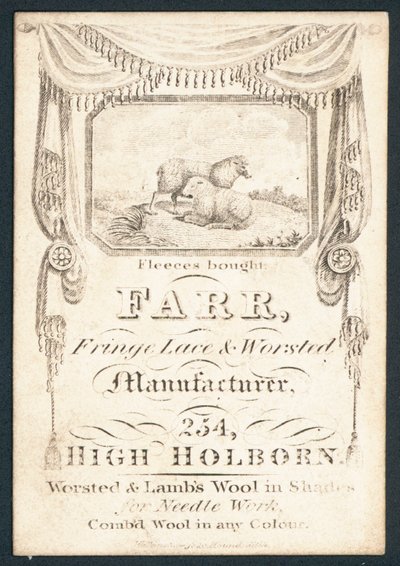 Fleeces bought.
FARR,
Fringe Lace & Worsted
Manufacturer,
254,
HIGH HOLBORN.
Worsted & Lambs Wool in Shades
for Needle Work,
Comb'd Wool in any Colour.